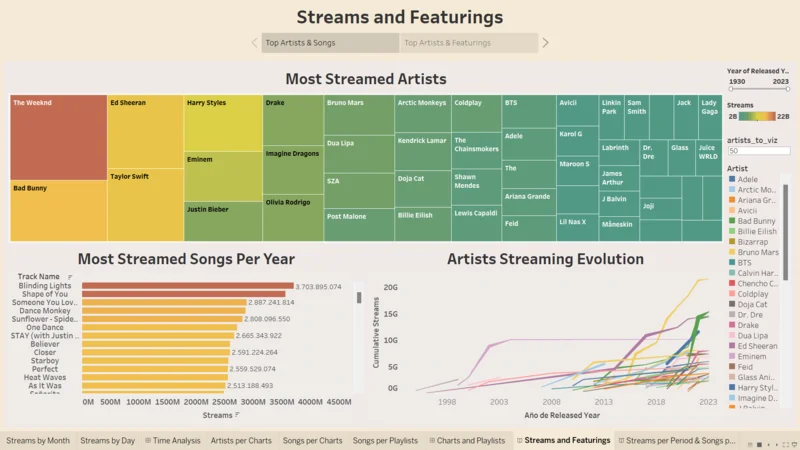 Streams and Featurings
Top Artists & Songs
Top Artists & Featurings
Most Streamed Artists
The Weeknd
Bad Bunny
Ed Sheeran
Taylor Swift
Harry Styles
Eminem
Justin Bieber
Drake
Imagine Dragons
Olivia Rodrigo
Bruno Mars
Dua Lipa
SZA
Post Malone
Arctic Monkeys
Kendrick Lamar
Doja Cat
Billie Eilish
Coldplay
The
Chainsmokers
Shawn
Mendes
Lewis Capaldi
BTS
Adele
The
Ariana Grande
Feid
Avicii
Karol G
Maroon 5
Lil Nas X
Linkin
Park
Sam
Smith
Jack
Lady
Gaga
Labrinth
Dr.
Dre
Glass
Juice
WRLD
James
Arthur
J Balvin
Joji
Måneskin
Year of Released Y...
1930
2023
Streams
2B
22B
artists_to_viz
50
Artist
Adele
Arctic Mo...
Ariana Gr...
Avicii
Bad Bunny
Billie Eilish
Bizarrap
Bruno Mars
BTS
Calvin Har...
Chencho C...
Coldplay
Doja Cat
Dr. Dre
Drake
Dua Lipa
Ed Sheeran
Eminem
Feid
Glass Ani...
Harry Styl...
Imagine D...
J Balvin
Most Streamed Songs Per Year
Track Name
Blinding Lights
3.703.895.074
Shape of You
Someone You Lov...
2.887.241.814
Dance Monkey
Sunflower - Spide...
2.808.096.550
One Dance
STAY (with Justin ...
2.665.343.922
Believer
Closer
2.591.224.264
Starboy
Perfect
2.559.529.074
Heat Waves
As It Was
2.513.188.493
Señorita
0M 500M 1000M 1500M 2000M 2500M 3000M 3500M 4000M 4500M
Streams
Artists Streaming Evolution
Cumulative Streams
20G
15G
10G
5G
0G
1998 2003 2008 2013 2018 2023
Año de Released Year
Streams by Month
Streams by Day
Time Analysis
Artists per Charts
Songs per Charts
Songs per Playlists
Charts and Playlists
Streams and Featurings
Streams per Period & Songs p...